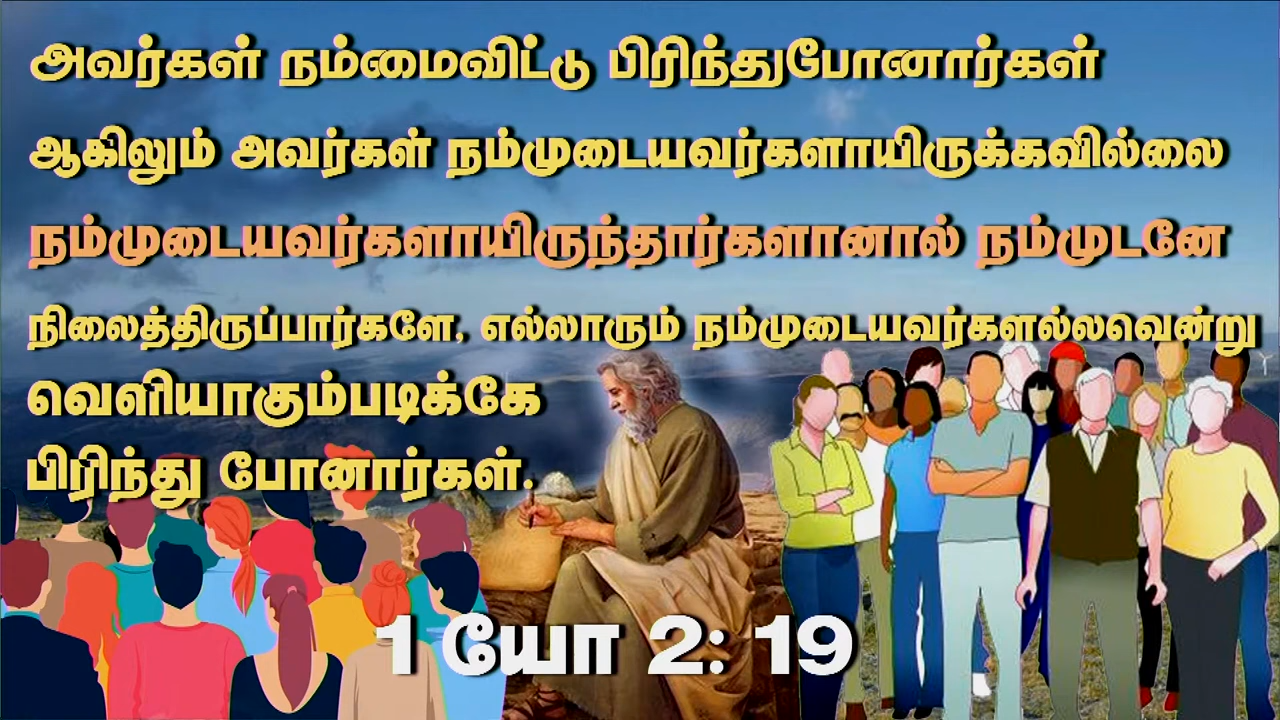 அவர்கள் நம்மைவிட்டு பிரிந்துபோனார்கள்
ஆகிலும் அவர்கள் நம்முடையவர்களாயிருக்கவில்லை
நம்முடையவர்களாயிருந்தார்களானால் நம்முடனே
நிலைத்திருப்பார்களே, எல்லாரும் நம்முடையவர்களல்லவென்று
வெளியாகும்படிக்கே
பிரிந்து போனார்கள்.
1 யோ 2: 19